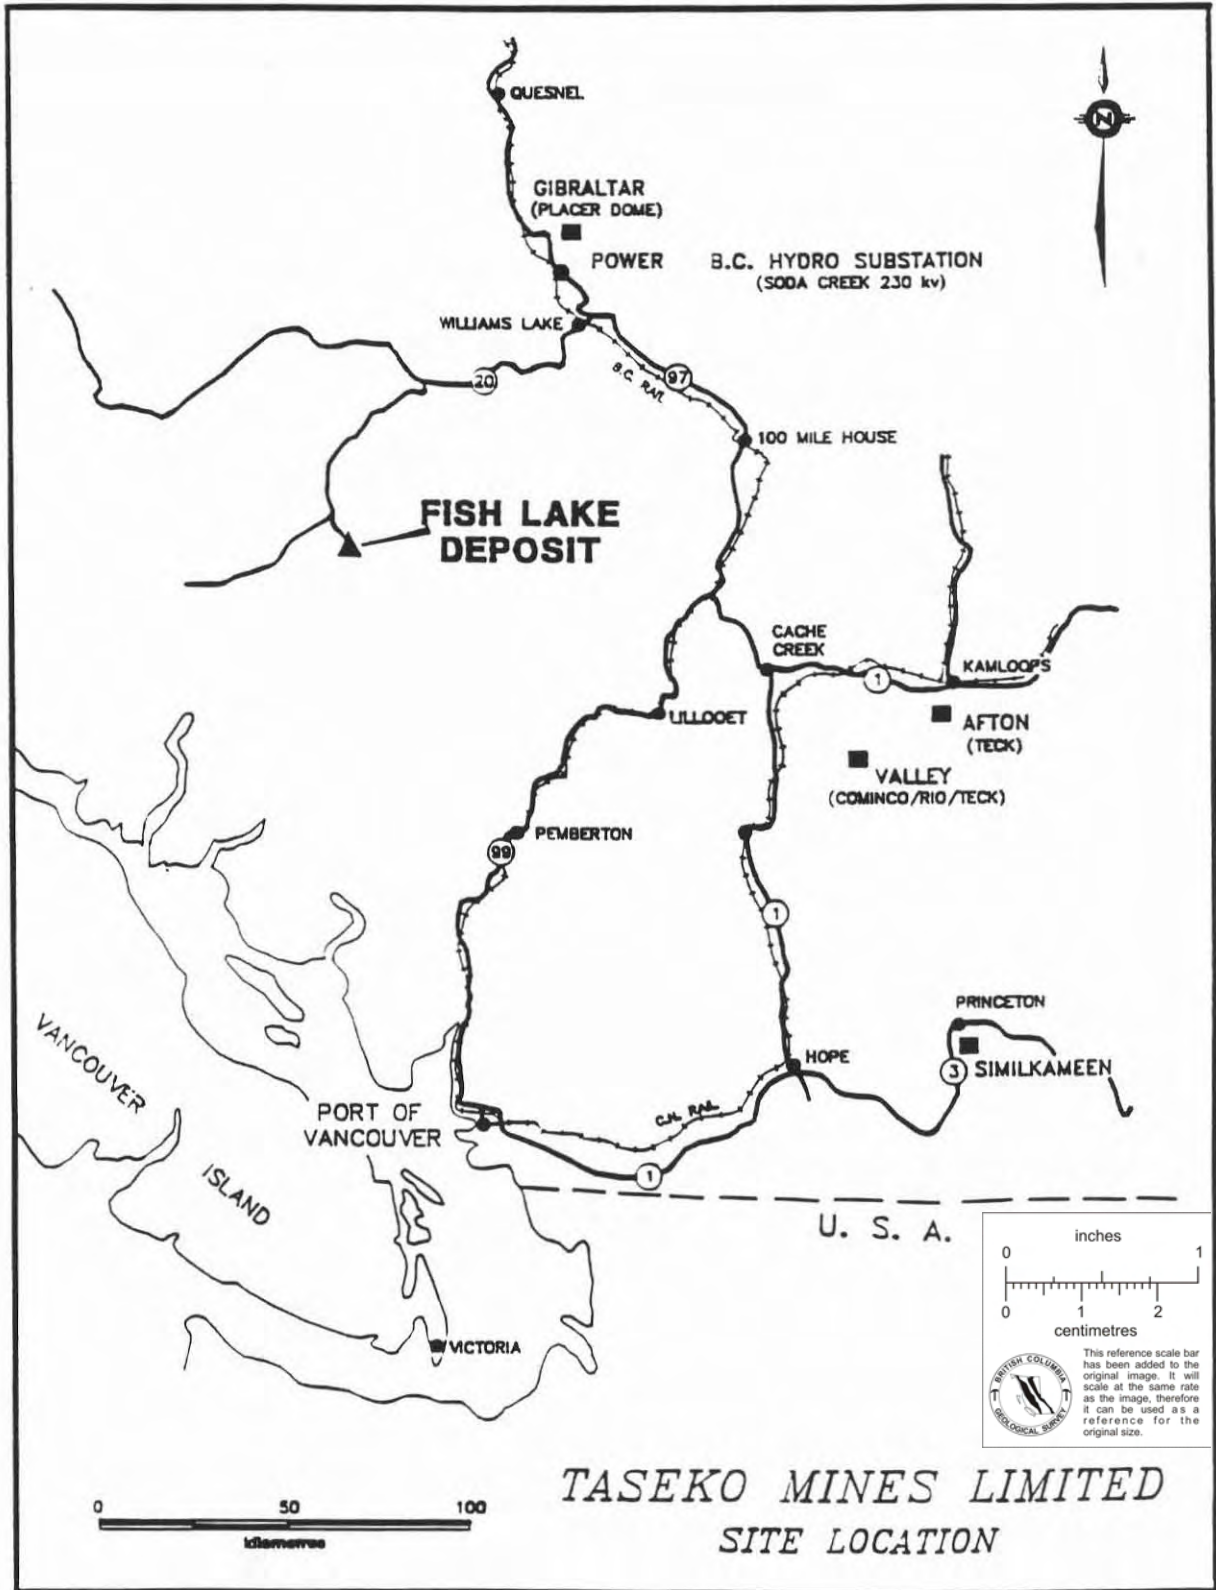 QUESNEL
N
GIBRALTAR
(PLACER DOME)
POWER
B.C. HYDRO SUBSTATION
(SODA CREEK 230 kv)
WILLIAMS LAKE
20
B.C. RAIL
97
100 MILE HOUSE
FISH LAKE
DEPOSIT
CACHE
CREEK
KAMLOOPS
1
LILLOOET
AFTON
(TECK)
VALLEY
(COMINCO/RIO/TECK)
PEMBERTON
99
1
PRINCETON
HOPE
3
SIMILKAMEEN
VANCOUVER
ISLAND
PORT OF
VANCOUVER
C.N. RAIL
1
U. S. A.
VICTORIA
inches
0 1
0 1 2
centimetres
BRITISH COLUMBIA
GEOLOGICAL SURVEY
This reference scale bar
has been added to the
original image. It will
scale at the same rate
as the image, therefore
it can be used as a
reference for the
original size.
0 50 100
kilometres
TASEKO MINES LIMITED
SITE LOCATION